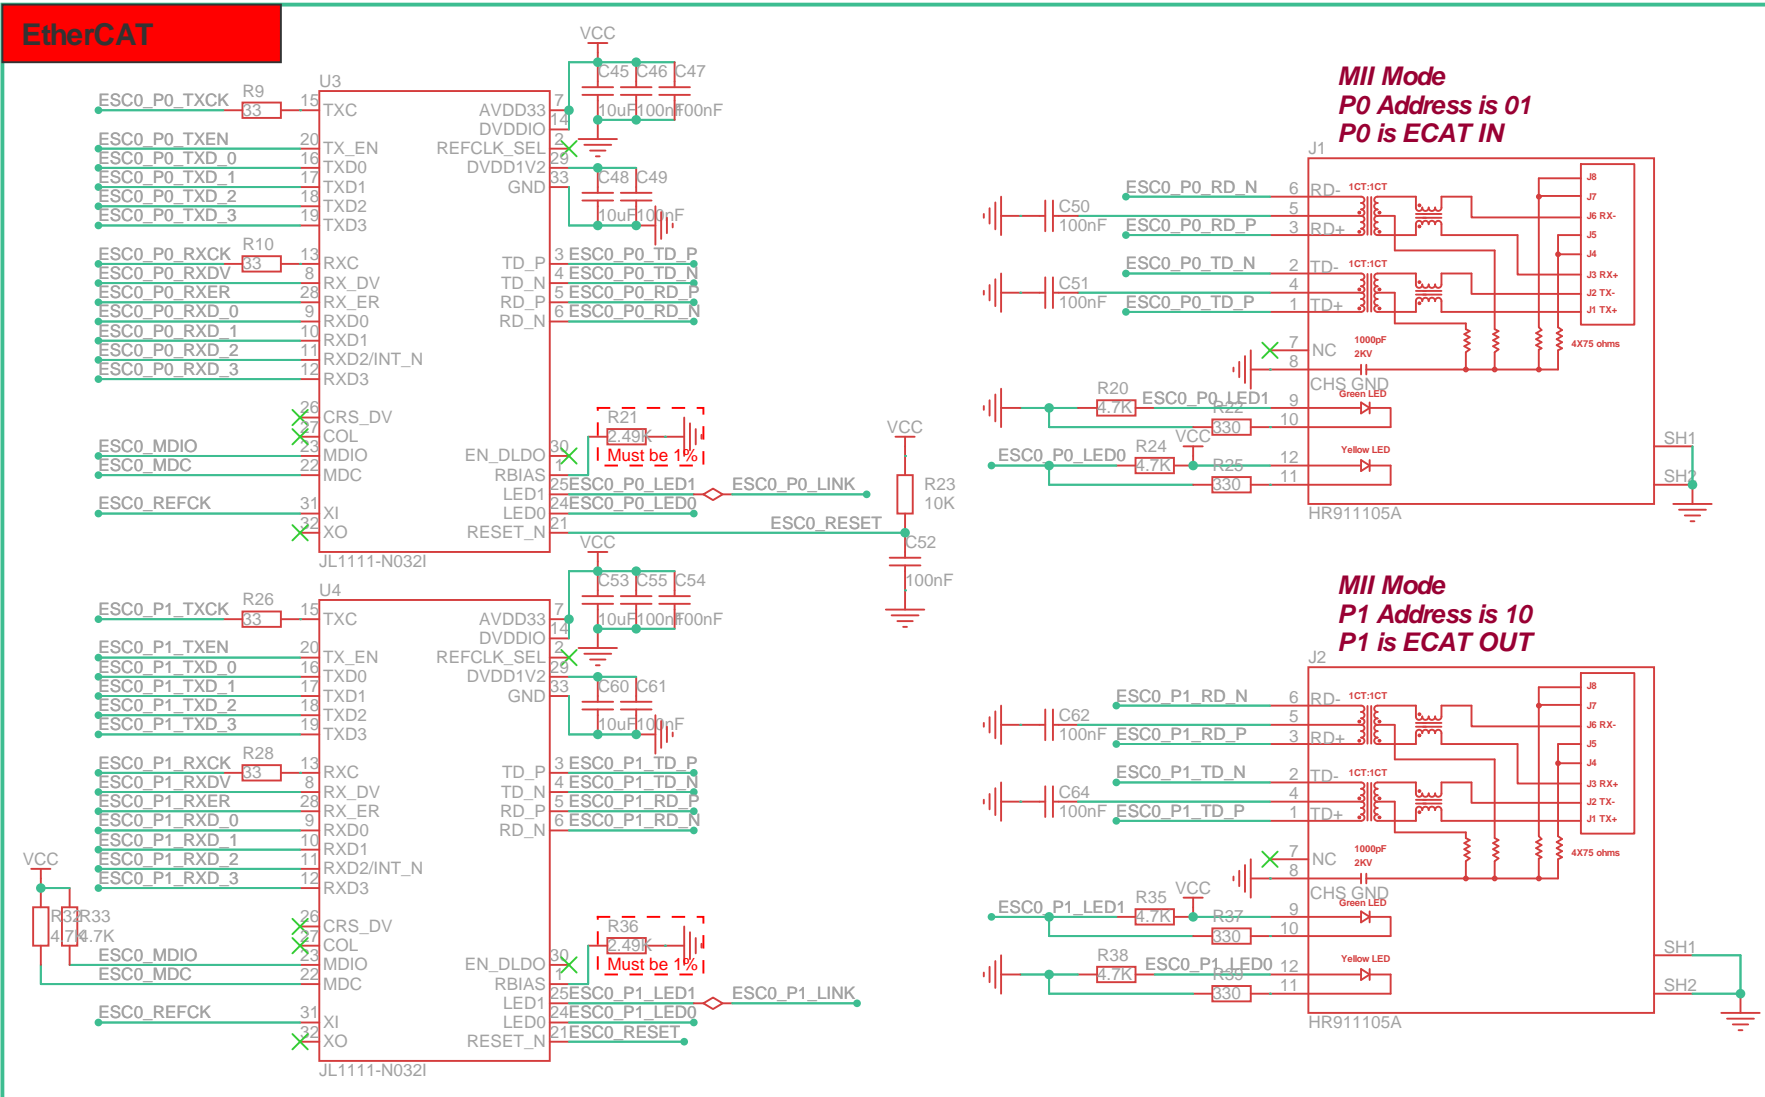 EtherCAT
VCC
C45 C46 C47
10uF 100nF 100nF
U3
ESC0_P0_TXCK R9 33 15 TXC
AVDD33 7
DVDDIO 14
ESC0_P0_TXEN 20 TX_EN
REFCLK_SEL 2
ESC0_P0_TXD_0 16 TXD0
DVDD1V2 29
ESC0_P0_TXD_1 17 TXD1
GND 33
C48 C49
10uF 100nF
ESC0_P0_TXD_2 18 TXD2
ESC0_P0_TXD_3 19 TXD3
ESC0_P0_RXCK R10 33 13 RXC
TD_P 3 ESC0_P0_TD_P
ESC0_P0_RXDV 8 RX_DV
TD_N 4 ESC0_P0_TD_N
ESC0_P0_RXER 28 RX_ER
RD_P 5 ESC0_P0_RD_P
ESC0_P0_RXD_0 9 RXD0
RD_N 6 ESC0_P0_RD_N
ESC0_P0_RXD_1 10 RXD1
ESC0_P0_RXD_2 11 RXD2/INT_N
ESC0_P0_RXD_3 12 RXD3
26 CRS_DV
27 COL
R21
2.49K
Must be 1%
ESC0_MDIO 23 MDIO
EN_DLDO 30
ESC0_MDC 22 MDC
RBIAS 1
LED1 25 ESC0_P0_LED1 ESC0_P0_LINK
ESC0_REFCK 31 XI
LED0 24 ESC0_P0_LED0
32 XO
RESET_N 21 ESC0_RESET
JL1111-N032I
VCC
R23
10K
C52
100nF
MII Mode
P0 Address is 01
P0 is ECAT IN
J1
ESC0_P0_RD_N 6 RD- 1CT:1CT
C50 100nF 5
ESC0_P0_RD_P 3 RD+
ESC0_P0_TD_N 2 TD- 1CT:1CT
C51 100nF 4
ESC0_P0_TD_P 1 TD+
J8
J7
J6 RX-
J5
J4
J3 RX+
J2 TX-
J1 TX+
7 NC
1000pF
2KV
4X75 ohms
8 CHS GND
Green LED
R20 4.7K ESC0_P0_LED1 9
R22 330 10
Yellow LED
ESC0_P0_LED0 R24 4.7K VCC 12
R25 330 11
SH1
SH2
HR911105A
VCC
C53 C55 C54
10uF 100nF 100nF
U4
ESC0_P1_TXCK R26 33 15 TXC
AVDD33 7
DVDDIO 14
ESC0_P1_TXEN 20 TX_EN
REFCLK_SEL 2
ESC0_P1_TXD_0 16 TXD0
DVDD1V2 29
ESC0_P1_TXD_1 17 TXD1
GND 33
C60 C61
10uF 100nF
ESC0_P1_TXD_2 18 TXD2
ESC0_P1_TXD_3 19 TXD3
ESC0_P1_RXCK R28 33 13 RXC
TD_P 3 ESC0_P1_TD_P
ESC0_P1_RXDV 8 RX_DV
TD_N 4 ESC0_P1_TD_N
ESC0_P1_RXER 28 RX_ER
RD_P 5 ESC0_P1_RD_P
ESC0_P1_RXD_0 9 RXD0
RD_N 6 ESC0_P1_RD_N
ESC0_P1_RXD_1 10 RXD1
ESC0_P1_RXD_2 11 RXD2/INT_N
ESC0_P1_RXD_3 12 RXD3
VCC
R32 R33
4.7K 4.7K
26 CRS_DV
27 COL
R36
2.49K
Must be 1%
ESC0_MDIO 23 MDIO
EN_DLDO 30
ESC0_MDC 22 MDC
RBIAS 1
LED1 25 ESC0_P1_LED1 ESC0_P1_LINK
ESC0_REFCK 31 XI
LED0 24 ESC0_P1_LED0
32 XO
RESET_N 21 ESC0_RESET
JL1111-N032I
MII Mode
P1 Address is 10
P1 is ECAT OUT
J2
ESC0_P1_RD_N 6 RD- 1CT:1CT
C62 100nF 5
ESC0_P1_RD_P 3 RD+
ESC0_P1_TD_N 2 TD- 1CT:1CT
C64 100nF 4
ESC0_P1_TD_P 1 TD+
J8
J7
J6 RX-
J5
J4
J3 RX+
J2 TX-
J1 TX+
7 NC
1000pF
2KV
4X75 ohms
8 CHS GND
Green LED
ESC0_P1_LED1 R35 4.7K VCC 9
R37 330 10
Yellow LED
R38 4.7K ESC0_P1_LED0 12
R39 330 11
SH1
SH2
HR911105A